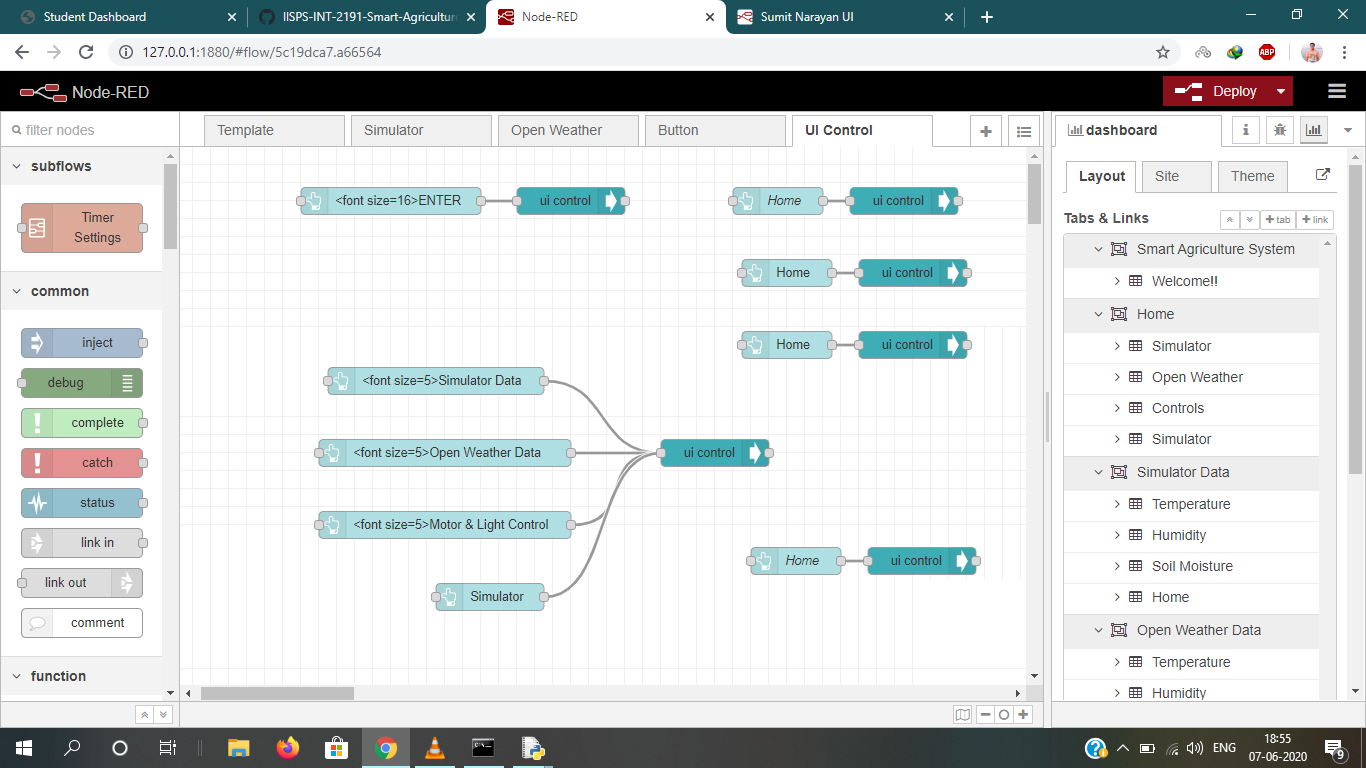 Student Dashboard
IISPS-INT-2191-Smart-Agricultur
Node-RED
Sumit Narayan UI
127.0.0.1:1880/#flow/5c19dca7.a66564
ABP
Node-RED
Deploy
filter nodes
Template
Simulator
Open Weather
Button
UI Control
dashboard
i
subflows
Timer
Settings
common
inject
debug
complete
catch
status
link in
link out
comment
function
<font size=16>ENTER
ui control
Home
ui control
Home
ui control
Home
ui control
<font size=5>Simulator Data
<font size=5>Open Weather Data
ui control
<font size=5>Motor & Light Control
Home
ui control
Simulator
Layout
Site
Theme
Tabs & Links
tab
link
Smart Agriculture System
Welcome!!
Home
Simulator
Open Weather
Controls
Simulator
Simulator Data
Temperature
Humidity
Soil Moisture
Home
Open Weather Data
Temperature
Humidity
ENG
18:55
07-06-2020
9